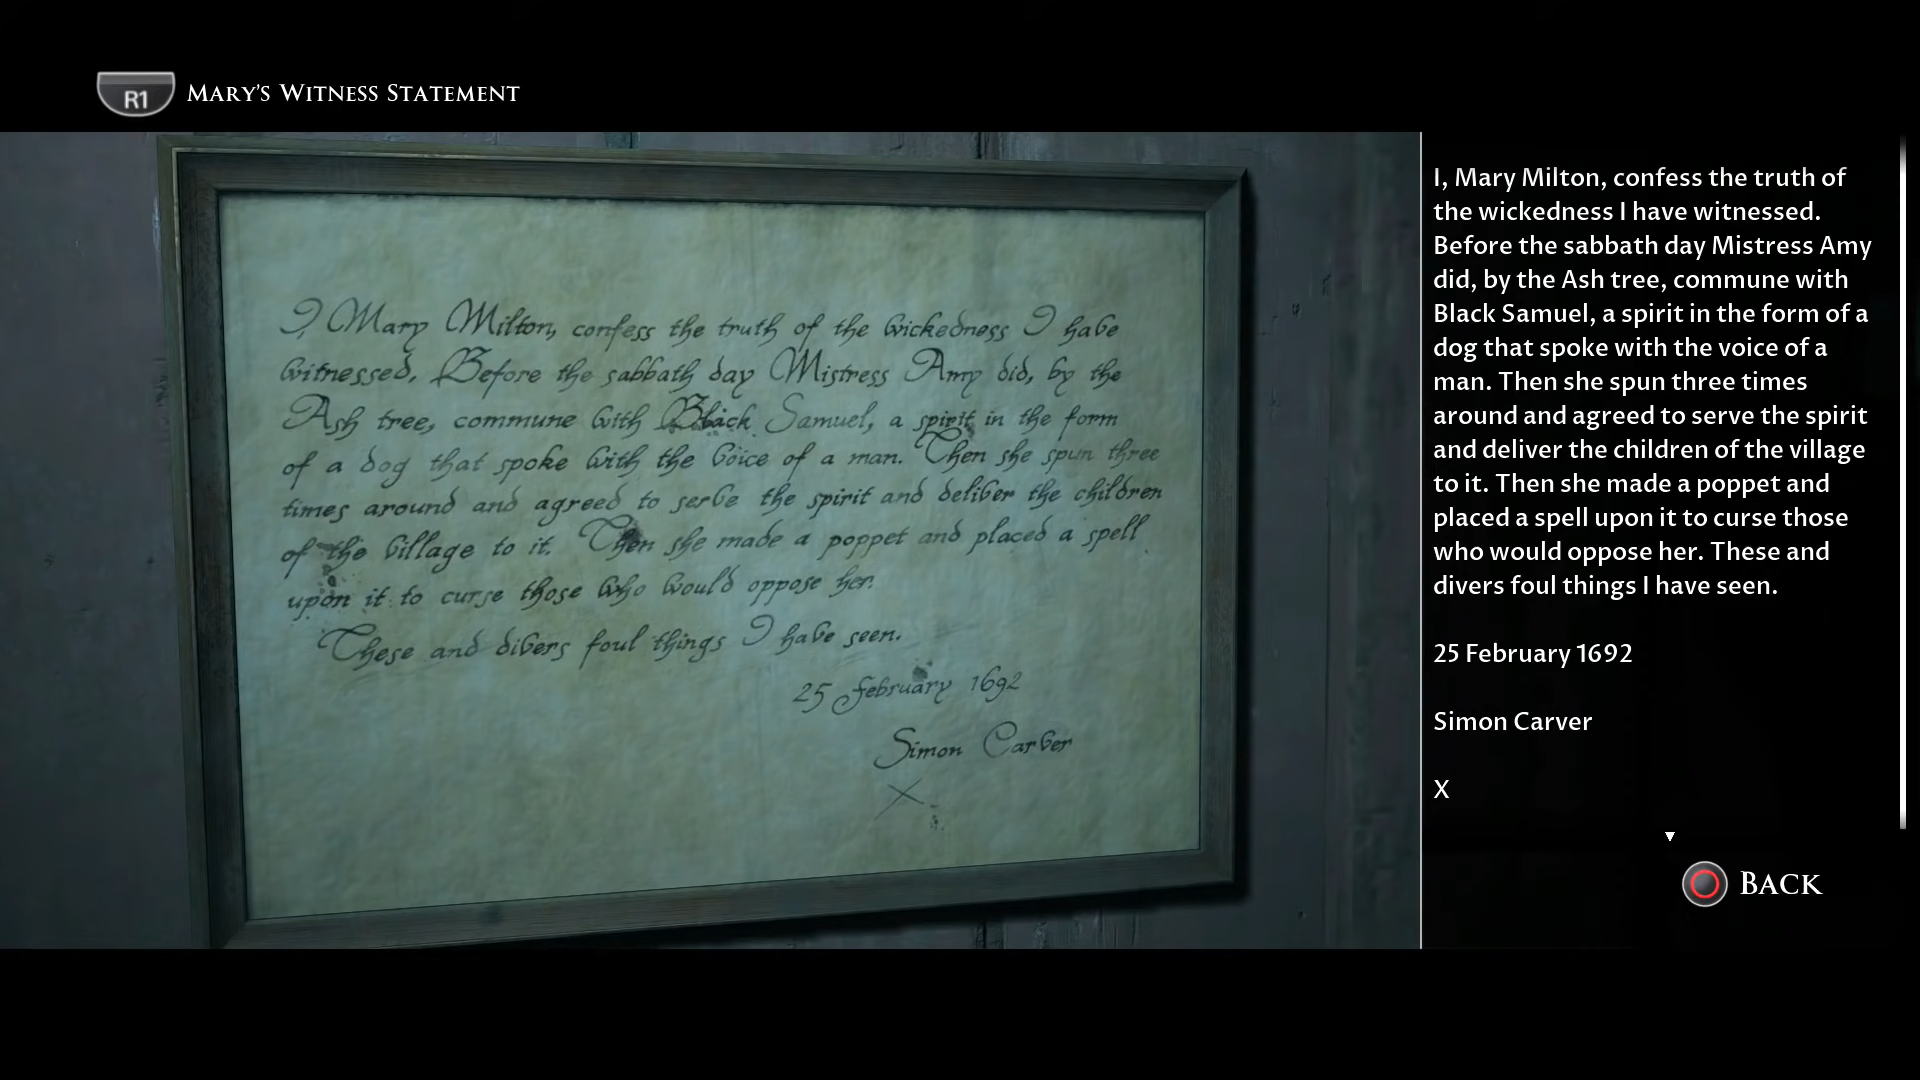 R1 MARY'S WITNESS STATEMENT
I, Mary Milton, confess the truth of the wickedness I have
witnessed. Before the sabbath day Mistress Amy did, by the
Ash tree, commune with Black Samuel, a spirit in the form
of a dog that spoke with the voice of a man. Then she spun three
times around and agreed to serve the spirit and deliver the children
of the village to it. Then she made a poppet and placed a spell
upon it to curse those who would oppose her.
These and divers foul things I have seen.
25 February 1692
Simon Carver
X
I, Mary Milton, confess the truth of
the wickedness I have witnessed.
Before the sabbath day Mistress Amy
did, by the Ash tree, commune with
Black Samuel, a spirit in the form of a
dog that spoke with the voice of a
man. Then she spun three times
around and agreed to serve the spirit
and deliver the children of the village
to it. Then she made a poppet and
placed a spell upon it to curse those
who would oppose her. These and
divers foul things I have seen.
25 February 1692
Simon Carver
X
BACK